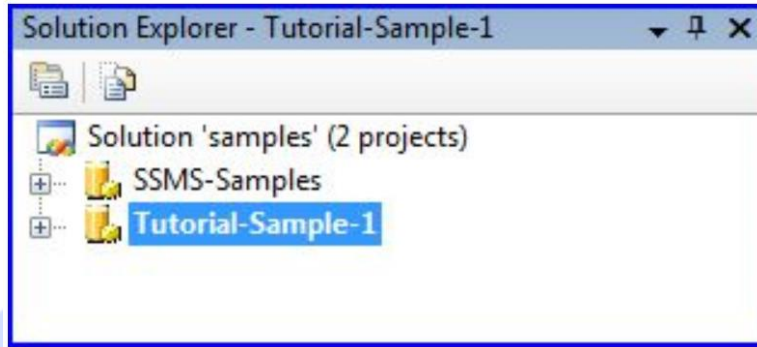 Solution Explorer - Tutorial-Sample-1
Solution 'samples' (2 projects)
SSMS-Samples
Tutorial-Sample-1